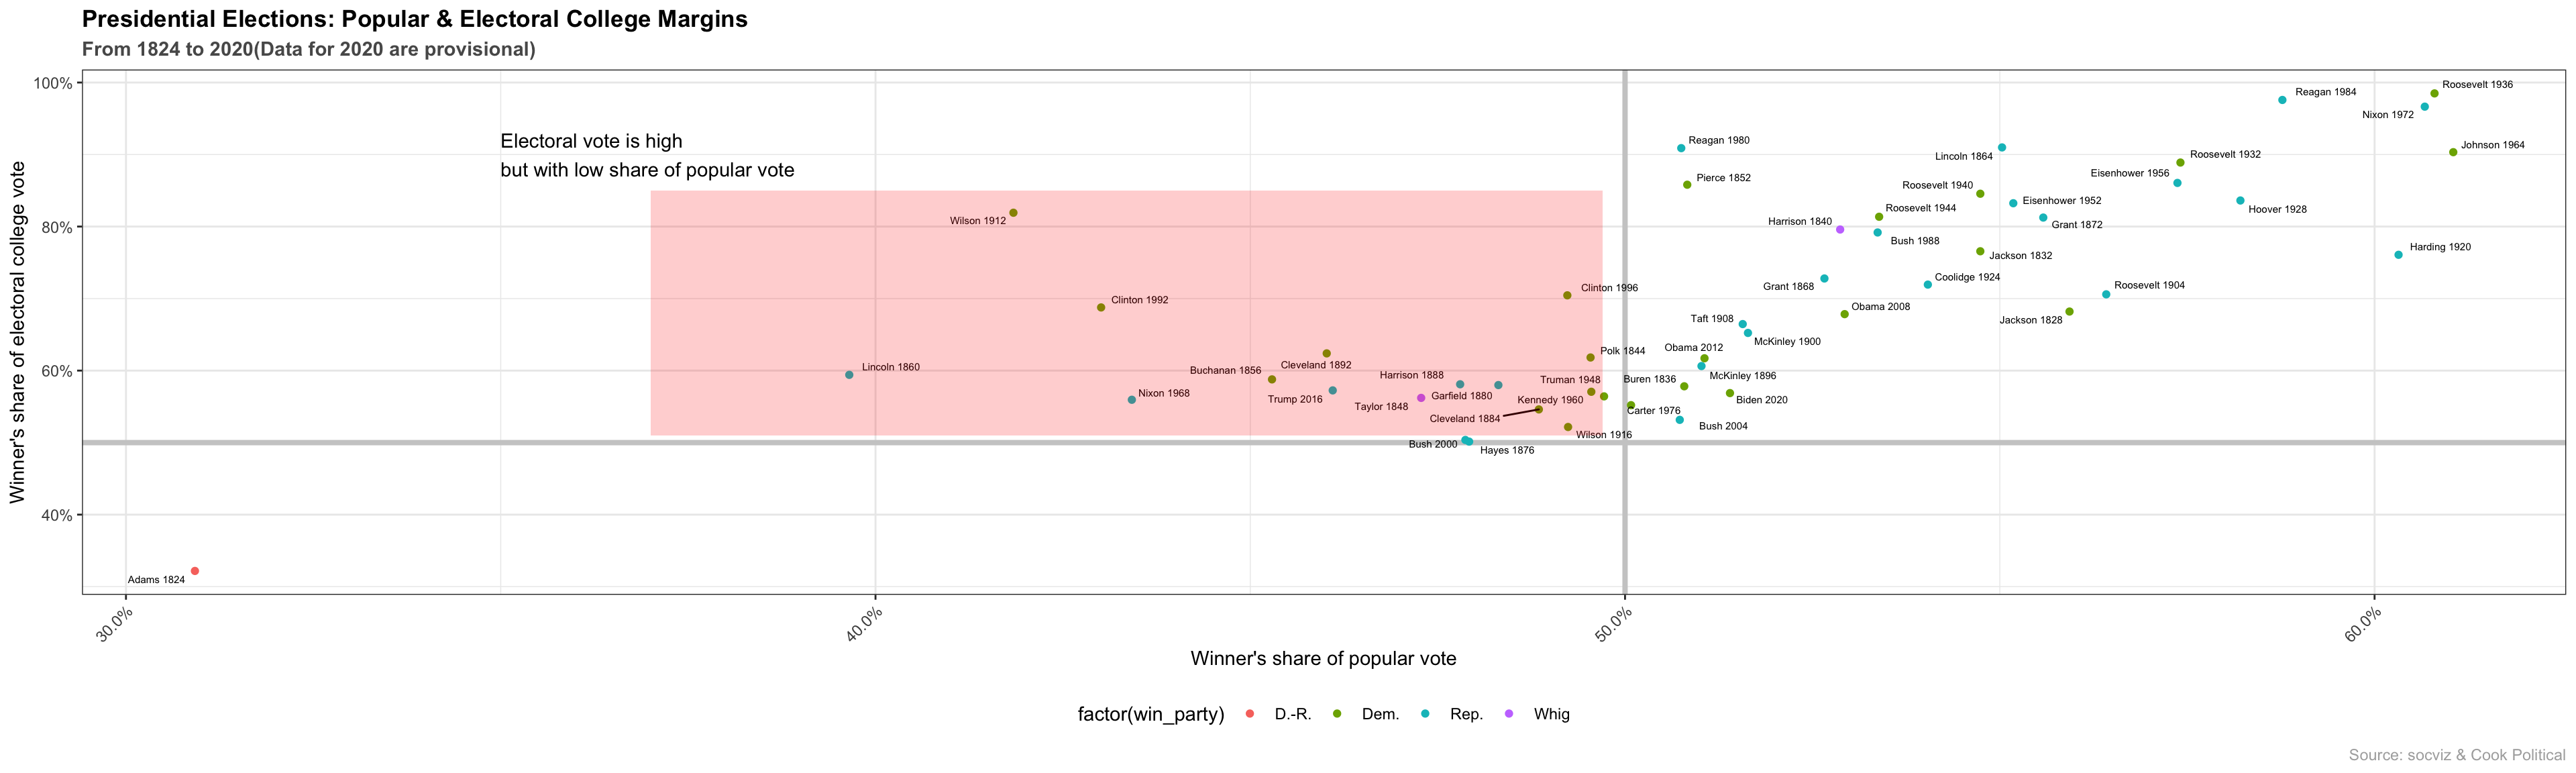 Presidential Elections: Popular & Electoral College Margins
From 1824 to 2020(Data for 2020 are provisional)
Winner's share of electoral college vote
100%
80%
60%
40%
Electoral vote is high
but with low share of popular vote
Roosevelt 1936
Reagan 1984
Nixon 1972
Reagan 1980
Johnson 1964
Lincoln 1864
Roosevelt 1932
Eisenhower 1956
Pierce 1852
Roosevelt 1940
Eisenhower 1952
Roosevelt 1944
Hoover 1928
Wilson 1912
Harrison 1840
Grant 1872
Bush 1988
Harding 1920
Jackson 1832
Coolidge 1924
Grant 1868
Roosevelt 1904
Clinton 1996
Clinton 1992
Obama 2008
Taft 1908
Jackson 1828
McKinley 1900
Obama 2012
Polk 1844
Cleveland 1892
Lincoln 1860
Buchanan 1856
Harrison 1888
McKinley 1896
Truman 1948
Buren 1836
Nixon 1968
Garfield 1880
Trump 2016
Kennedy 1960
Biden 2020
Taylor 1848
Carter 1976
Cleveland 1884
Bush 2004
Wilson 1916
Bush 2000
Hayes 1876
Adams 1824
30.0%
40.0%
50.0%
60.0%
Winner's share of popular vote
factor(win_party)
D.-R.
Dem.
Rep.
Whig
Source: socviz & Cook Political